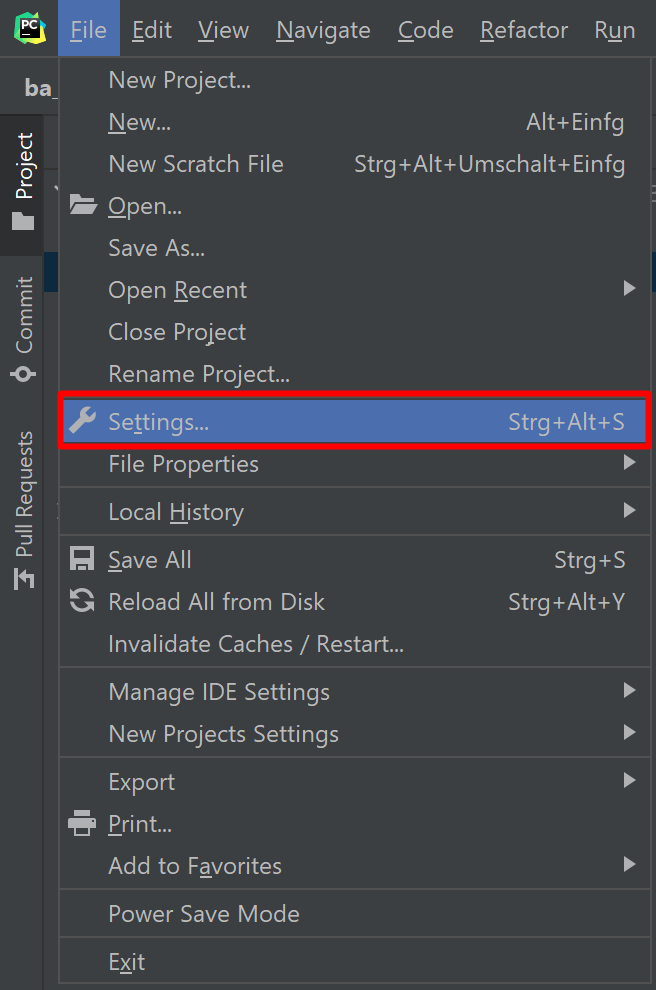 PC
File Edit View Navigate Code Refactor Run
ba_
Project
Commit
Pull Requests
New Project...
New... Alt+Einfg
New Scratch File Strg+Alt+Umschalt+Einfg
Open...
Save As...
Open Recent
Close Project
Rename Project...
Settings... Strg+Alt+S
File Properties
Local History
Save All Strg+S
Reload All from Disk Strg+Alt+Y
Invalidate Caches / Restart...
Manage IDE Settings
New Projects Settings
Export
Print...
Add to Favorites
Power Save Mode
Exit